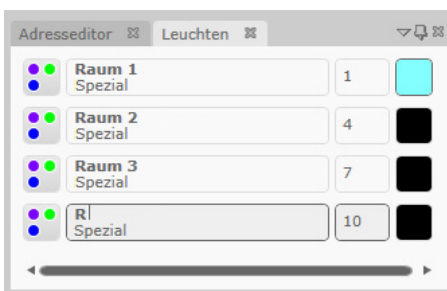 Adresseditor Leuchten
Raum 1
Spezial
1
Raum 2
Spezial
4
Raum 3
Spezial
7
R
Spezial
10